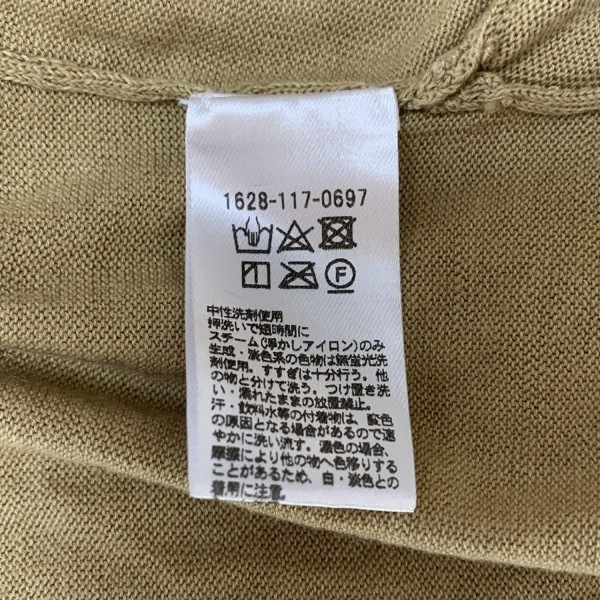 1628-117-0697
F
中性洗剤使用
押洗いで短時間に
スチーム(浮かしアイロン)のみ
生成・淡色系の色物は無蛍光洗
剤使用。すすぎは十分行う。他
の物と分けて洗う。つけ置き洗
い・濡れたままの放置禁止。
汗・飲料水等の付着物は、変色
の原因となる場合があるので速
やかに洗い流す。濃色の場合、
摩擦により他の物へ色移りする
ことがあるため、白・淡色との
着用に注意。